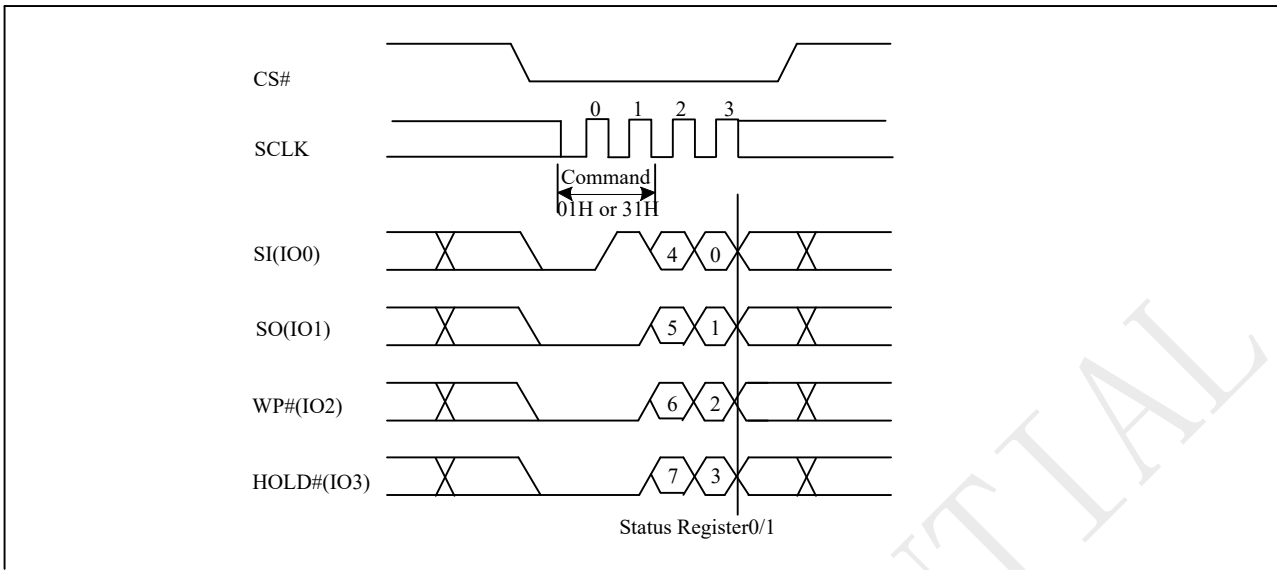 CS#
0 1 2 3
SCLK
Command
01H or 31H
SI(IO0) 4 0
SO(IO1) 5 1
WP#(IO2) 6 2
HOLD#(IO3) 7 3
Status Register0/1
NTIAL